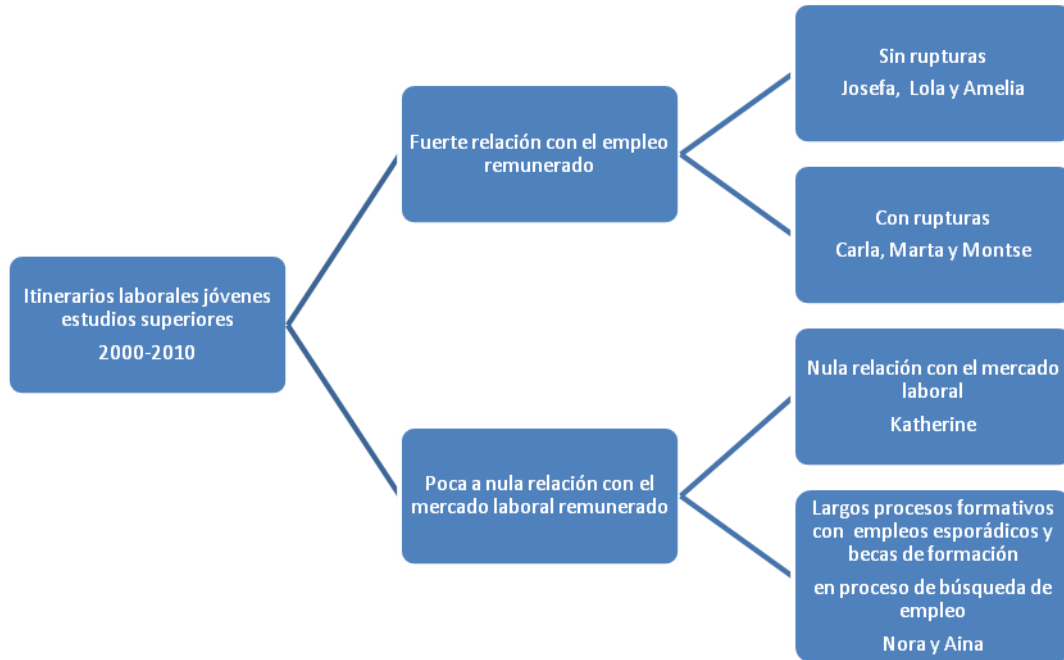 Itinerarios laborales jóvenes
estudios superiores
2000-2010
Fuerte relación con el empleo
remunerado
Sin rupturas
Josefa, Lola y Amelia
Con rupturas
Carla, Marta y Montse
Poca a nula relación con el
mercado laboral remunerado
Nula relación con el mercado
laboral
Katherine
Largos procesos formativos
con empleos esporádicos y
becas de formación
en proceso de búsqueda de
empleo
Nora y Aina